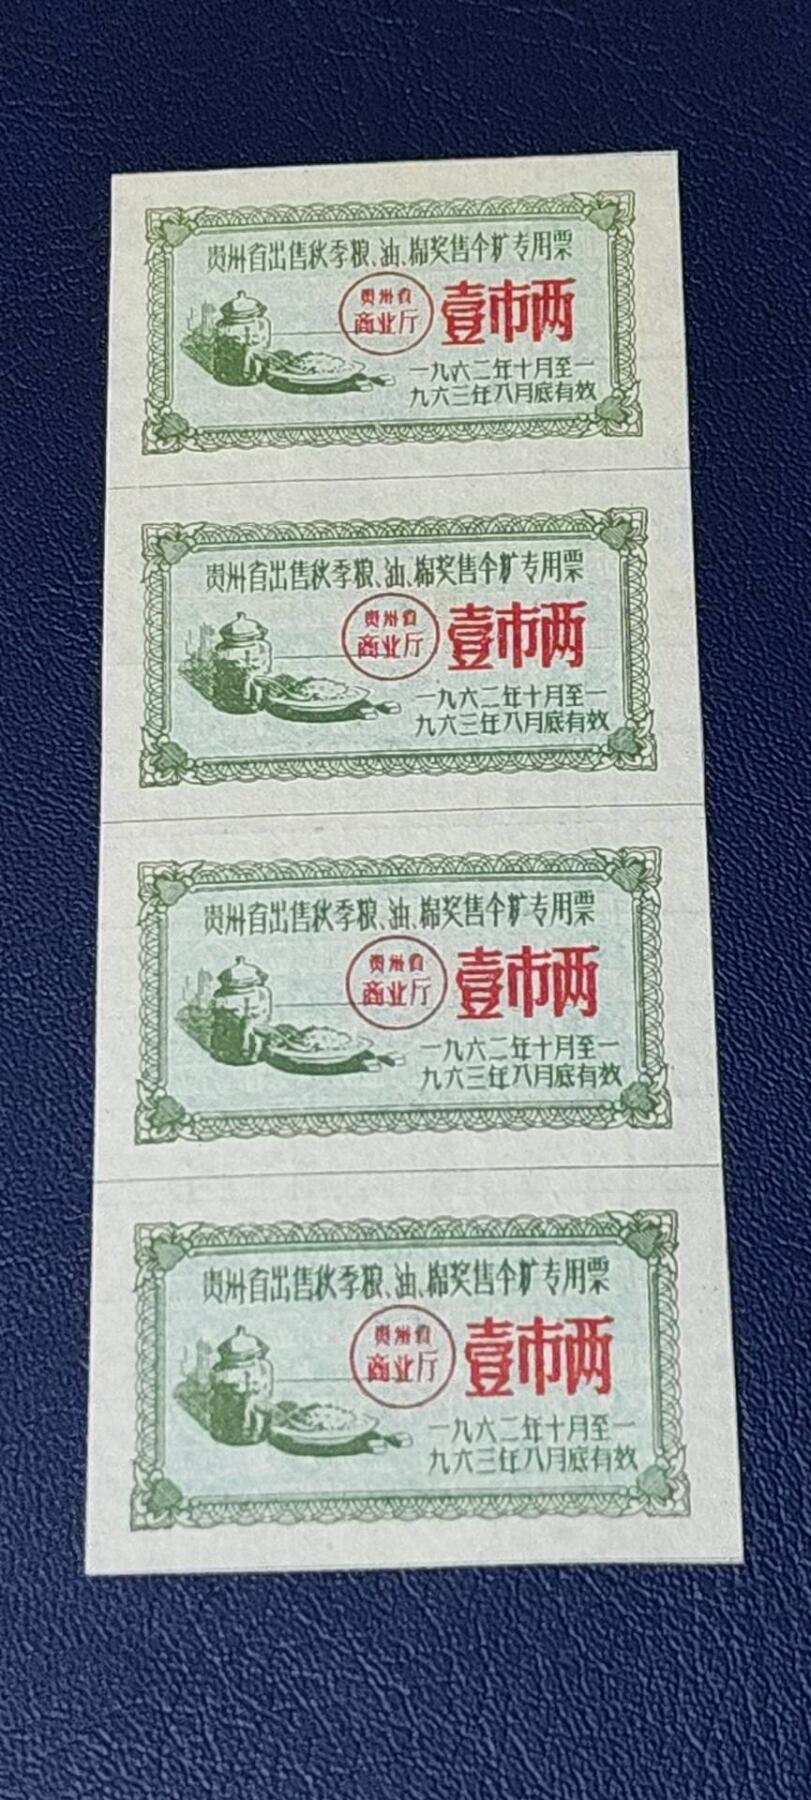 贵州省出售秋季粮、油、棉奖售专用票
贵州省
商业厅
壹市两
一九六二年十月至一
九六三年八月底有效
贵州省出售秋季粮、油、棉奖售专用票
贵州省
商业厅
壹市两
一九六二年十月至一
九六三年八月底有效
贵州省出售秋季粮、油、棉奖售专用票
贵州省
商业厅
壹市两
一九六二年十月至一
九六三年八月底有效
贵州省出售秋季粮、油、棉奖售专用票
贵州省
商业厅
壹市两
一九六二年十月至一
九六三年八月底有效